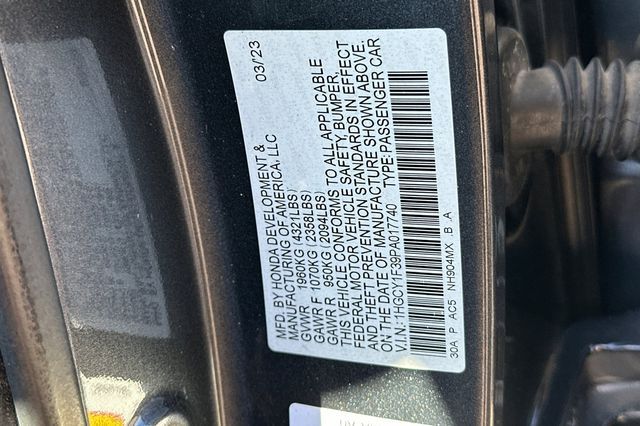 MFD. BY HONDA DEVELOPMENT & 03/23
MANUFACTURING OF AMERICA, LLC
GVWR 1960KG (4321LBS)
GAWR F 1070KG (2358LBS)
GAWR R 950KG (2094LBS)
THIS VEHICLE CONFORMS TO ALL APPLICABLE
FEDERAL MOTOR VEHICLE SAFETY, BUMPER,
AND THEFT PREVENTION STANDARDS IN EFFECT
ON THE DATE OF MANUFACTURE SHOWN ABOVE.
V.I.N.: 1HGCY1F39PA017740 TYPE: PASSENGER CAR
30A P AC5 NH904MX B .A